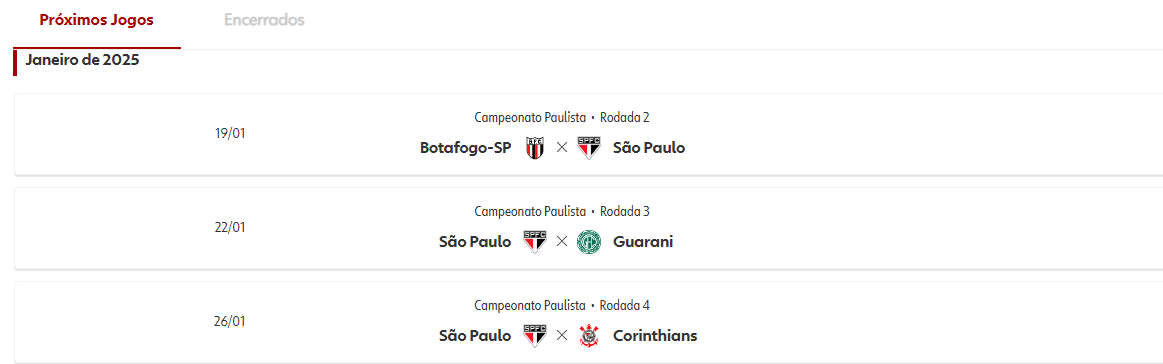 Próximos Jogos Encerrados
Janeiro de 2025
Campeonato Paulista • Rodada 2
19/01
Botafogo-SP × São Paulo
Campeonato Paulista • Rodada 3
22/01
São Paulo × Guarani
Campeonato Paulista • Rodada 4
26/01
São Paulo × Corinthians